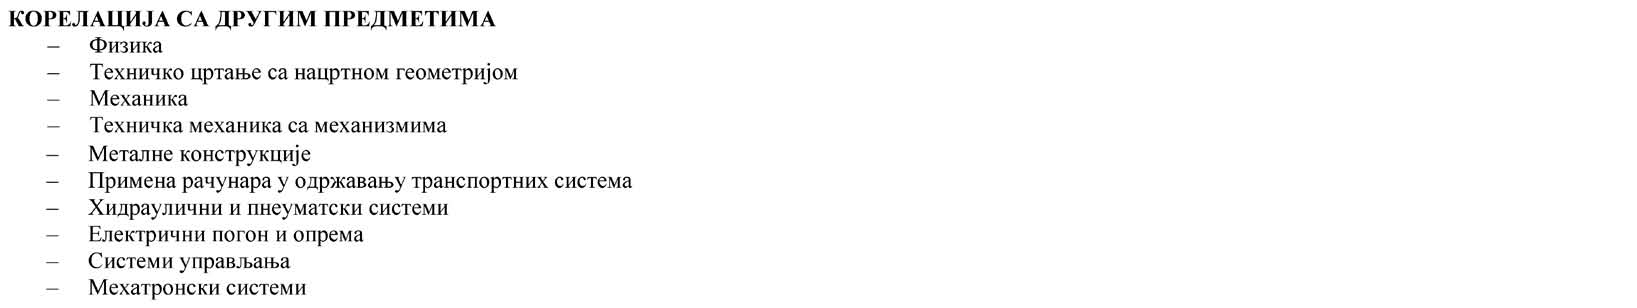 КОРЕЛАЦИЈА СА ДРУГИМ ПРЕДМЕТИМА
– Физика
– Техничко цртање са нацртном геометријом
– Механика
– Техничка механика са механизмима
– Металне конструкције
– Примена рачунара у одржавању транспортних система
– Хидраулични и пнеуматски системи
– Електрични погон и опрема
– Системи управљања
– Мехатронски системи